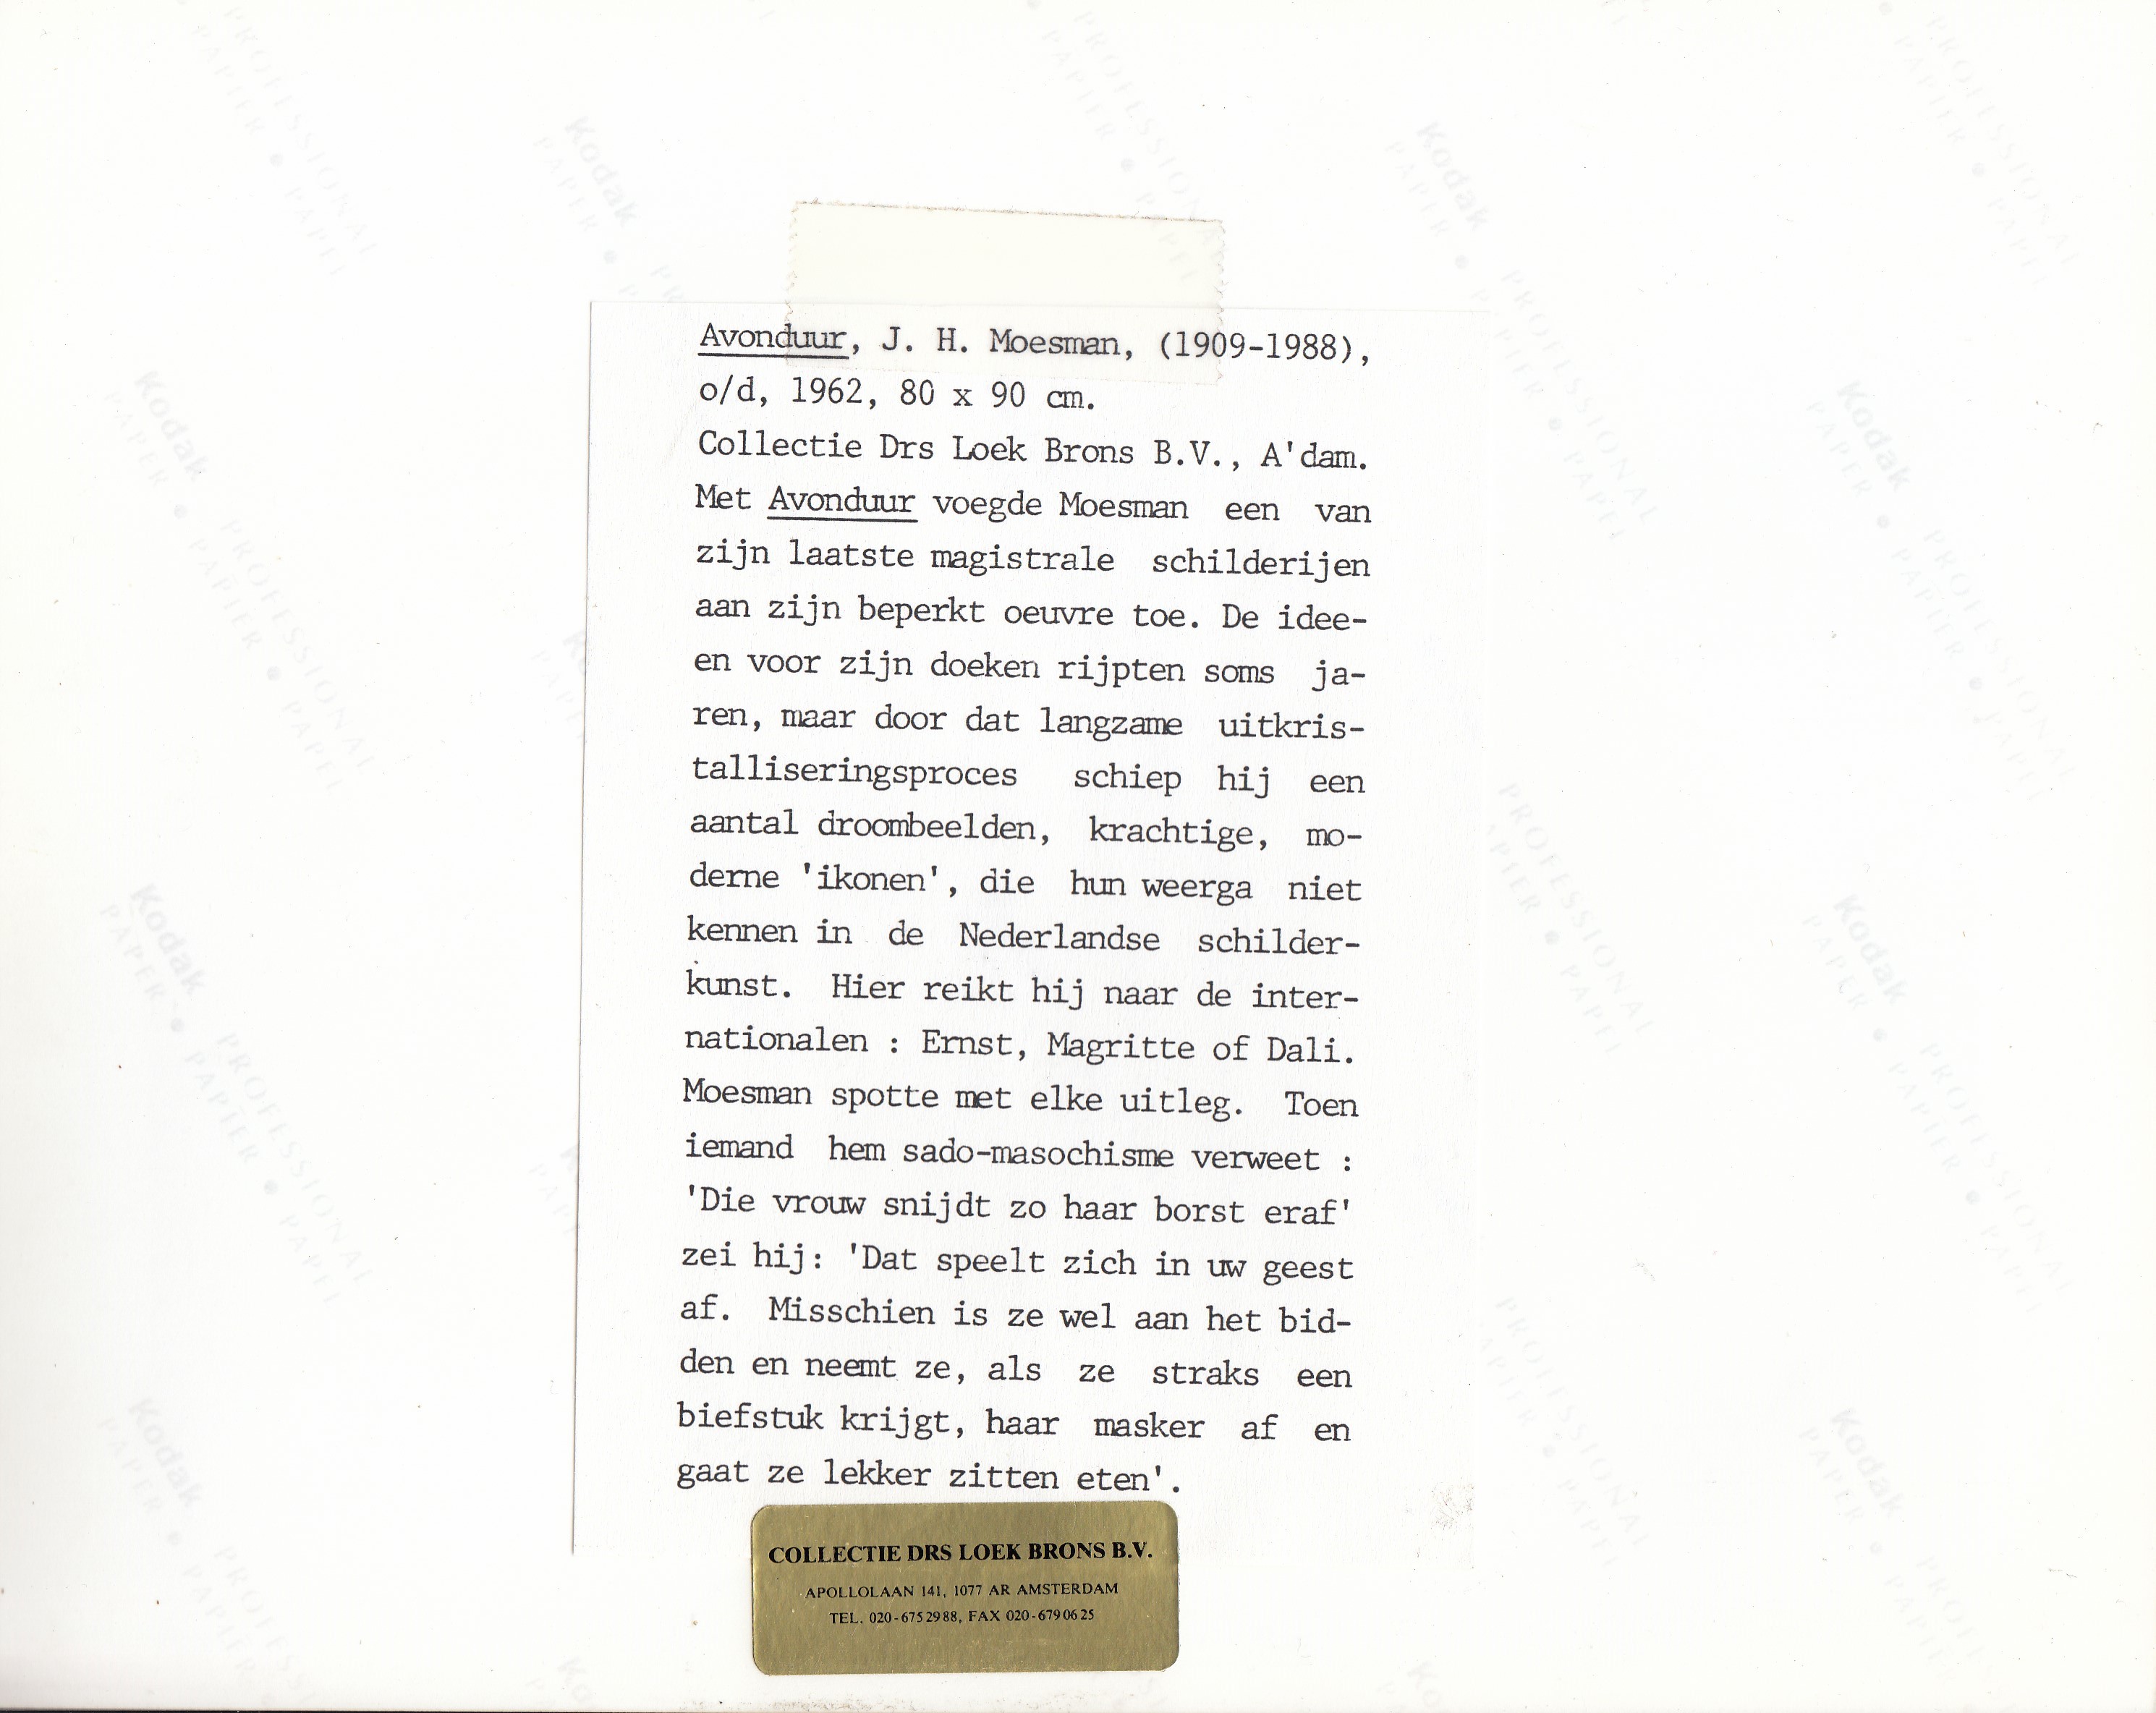 Avonduur, J. H. Moesman, (1909-1988),
o/d, 1962, 80 x 90 cm.
Collectie Drs Loek Brons B.V., A'dam.
Met Avonduur voegde Moesman een van
zijn laatste magistrale schilderijen
aan zijn beperkt oeuvre toe. De idee-
en voor zijn doeken rijpten soms ja-
ren, maar door dat langzame uitkris-
talliseringsproces schiep hij een
aantal droombeelden, krachtige, mo-
derne 'ikonen', die hun weerga niet
kennen in de Nederlandse schilder-
kunst. Hier reikt hij naar de inter-
nationalen : Ernst, Magritte of Dali.
Moesman spotte met elke uitleg. Toen
iemand hem sado-masochisme verweet :
'Die vrouw snijdt zo haar borst eraf'
zei hij: 'Dat speelt zich in uw geest
af. Misschien is ze wel aan het bid-
den en neemt ze, als ze straks een
biefstuk krijgt, haar masker af en
gaat ze lekker zitten eten'.
COLLECTIE DRS LOEK BRONS B.V.
APOLLOLAAN 141, 1077 AR AMSTERDAM
TEL. 020-6752988, FAX 020-6790625
Kodak
PROFESSIONAL
PAPER • PAPIER • PAPEL